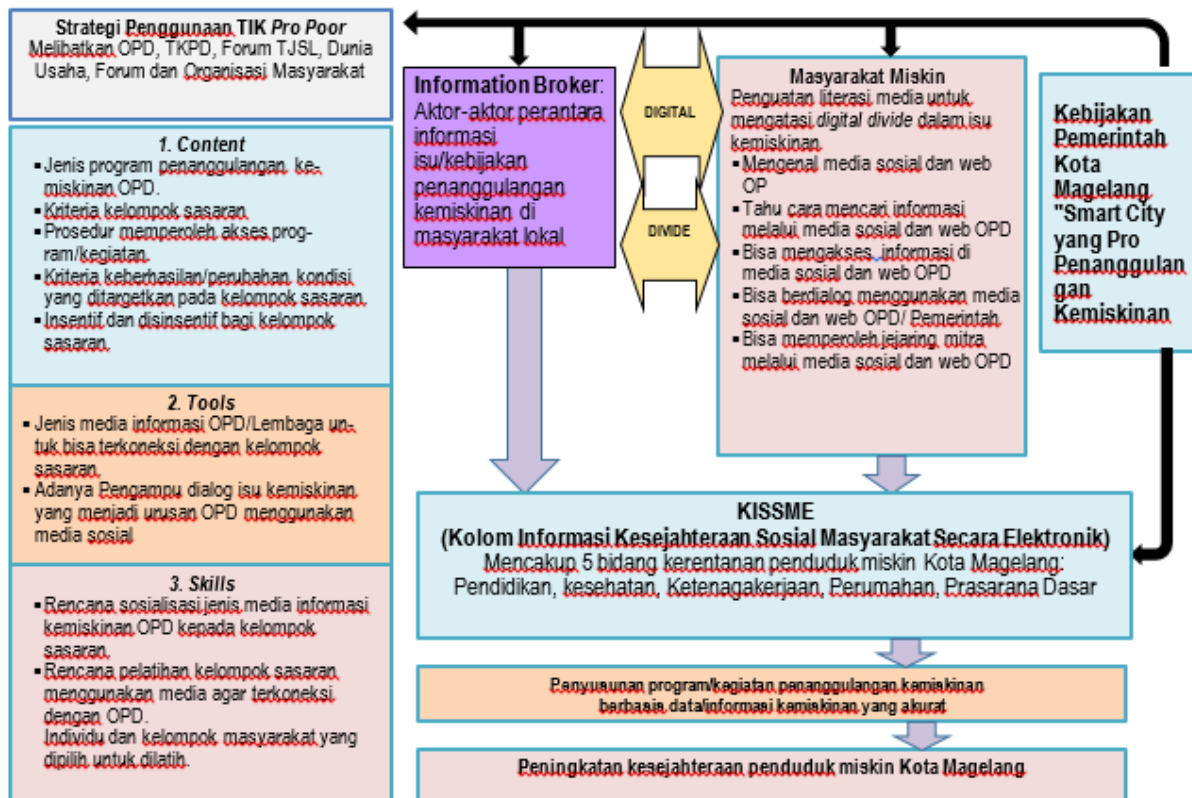 Strategi Penggunaan TIK Pro Poor
Melibatkan OPD, TKPD, Forum TJSL, Dunia
Usaha, Forum dan Organisasi Masyarakat
1. Content
▪ Jenis program penanggulangan ke-
miskinan OPD.
▪ Kriteria kelompok sasaran
▪ Prosedur memperoleh akses prog-
ram/kegiatan.
▪ Kriteria keberhasilan/perubahan kondisi
yang ditargetkan pada kelompok sasaran.
▪ Insentif dan disinsentif bagi kelompok
sasaran.
2. Tools
▪ Jenis media informasi OPD/Lembaga un-
tuk bisa terkoneksi dengan kelompok
sasaran.
▪ Adanya Pengampu dialog isu kemiskinan
yang menjadi urusan OPD menggunakan
media sosial
3. Skills
▪ Rencana sosialisasi jenis media informasi
kemiskinan OPD kepada kelompok
sasaran.
▪ Rencana pelatihan kelompok sasaran
menggunakan media agar terkoneksi
dengan OPD.
Individu dan kelompok masyarakat yang
dipilih untuk dilatih.
Information Broker:
Aktor-aktor perantara
informasi
isu/kebijakan
penanggulangan
kemiskinan di
masyarakat lokal
DIGITAL
DIVIDE
Masyarakat Miskin
Penguatan literasi media untuk
mengatasi digital divide dalam isu
kemiskinan.
▪ Mengenal media sosial dan web
OP
▪ Tahu cara mencari informasi
melalui media sosial dan web OPD
▪ Bisa mengakses informasi di
media sosial dan web OPD
▪ Bisa berdialog menggunakan media
sosial dan web OPD/ Pemerintah.
▪ Bisa memperoleh jejaring mitra
melalui media sosial dan web OPD
Kebijakan
Pemerintah
Kota
Magelang
"Smart City
yang Pro
Penanggulan
gan
Kemiskinan
KISSME
(Kolom Informasi Kesejahteraan Sosial Masyarakat Secara Elektronik)
Mencakup 5 bidang kerentanan penduduk miskin Kota Magelang:
Pendidikan, kesehatan, Ketenagakerjaan, Perumahan, Prasarana Dasar
Penyusunan program/kegiatan penanggulangan kemiskinan
berbasis data/informasi kemiskinan yang akurat
Peningkatan kesejahteraan penduduk miskin Kota Magelang